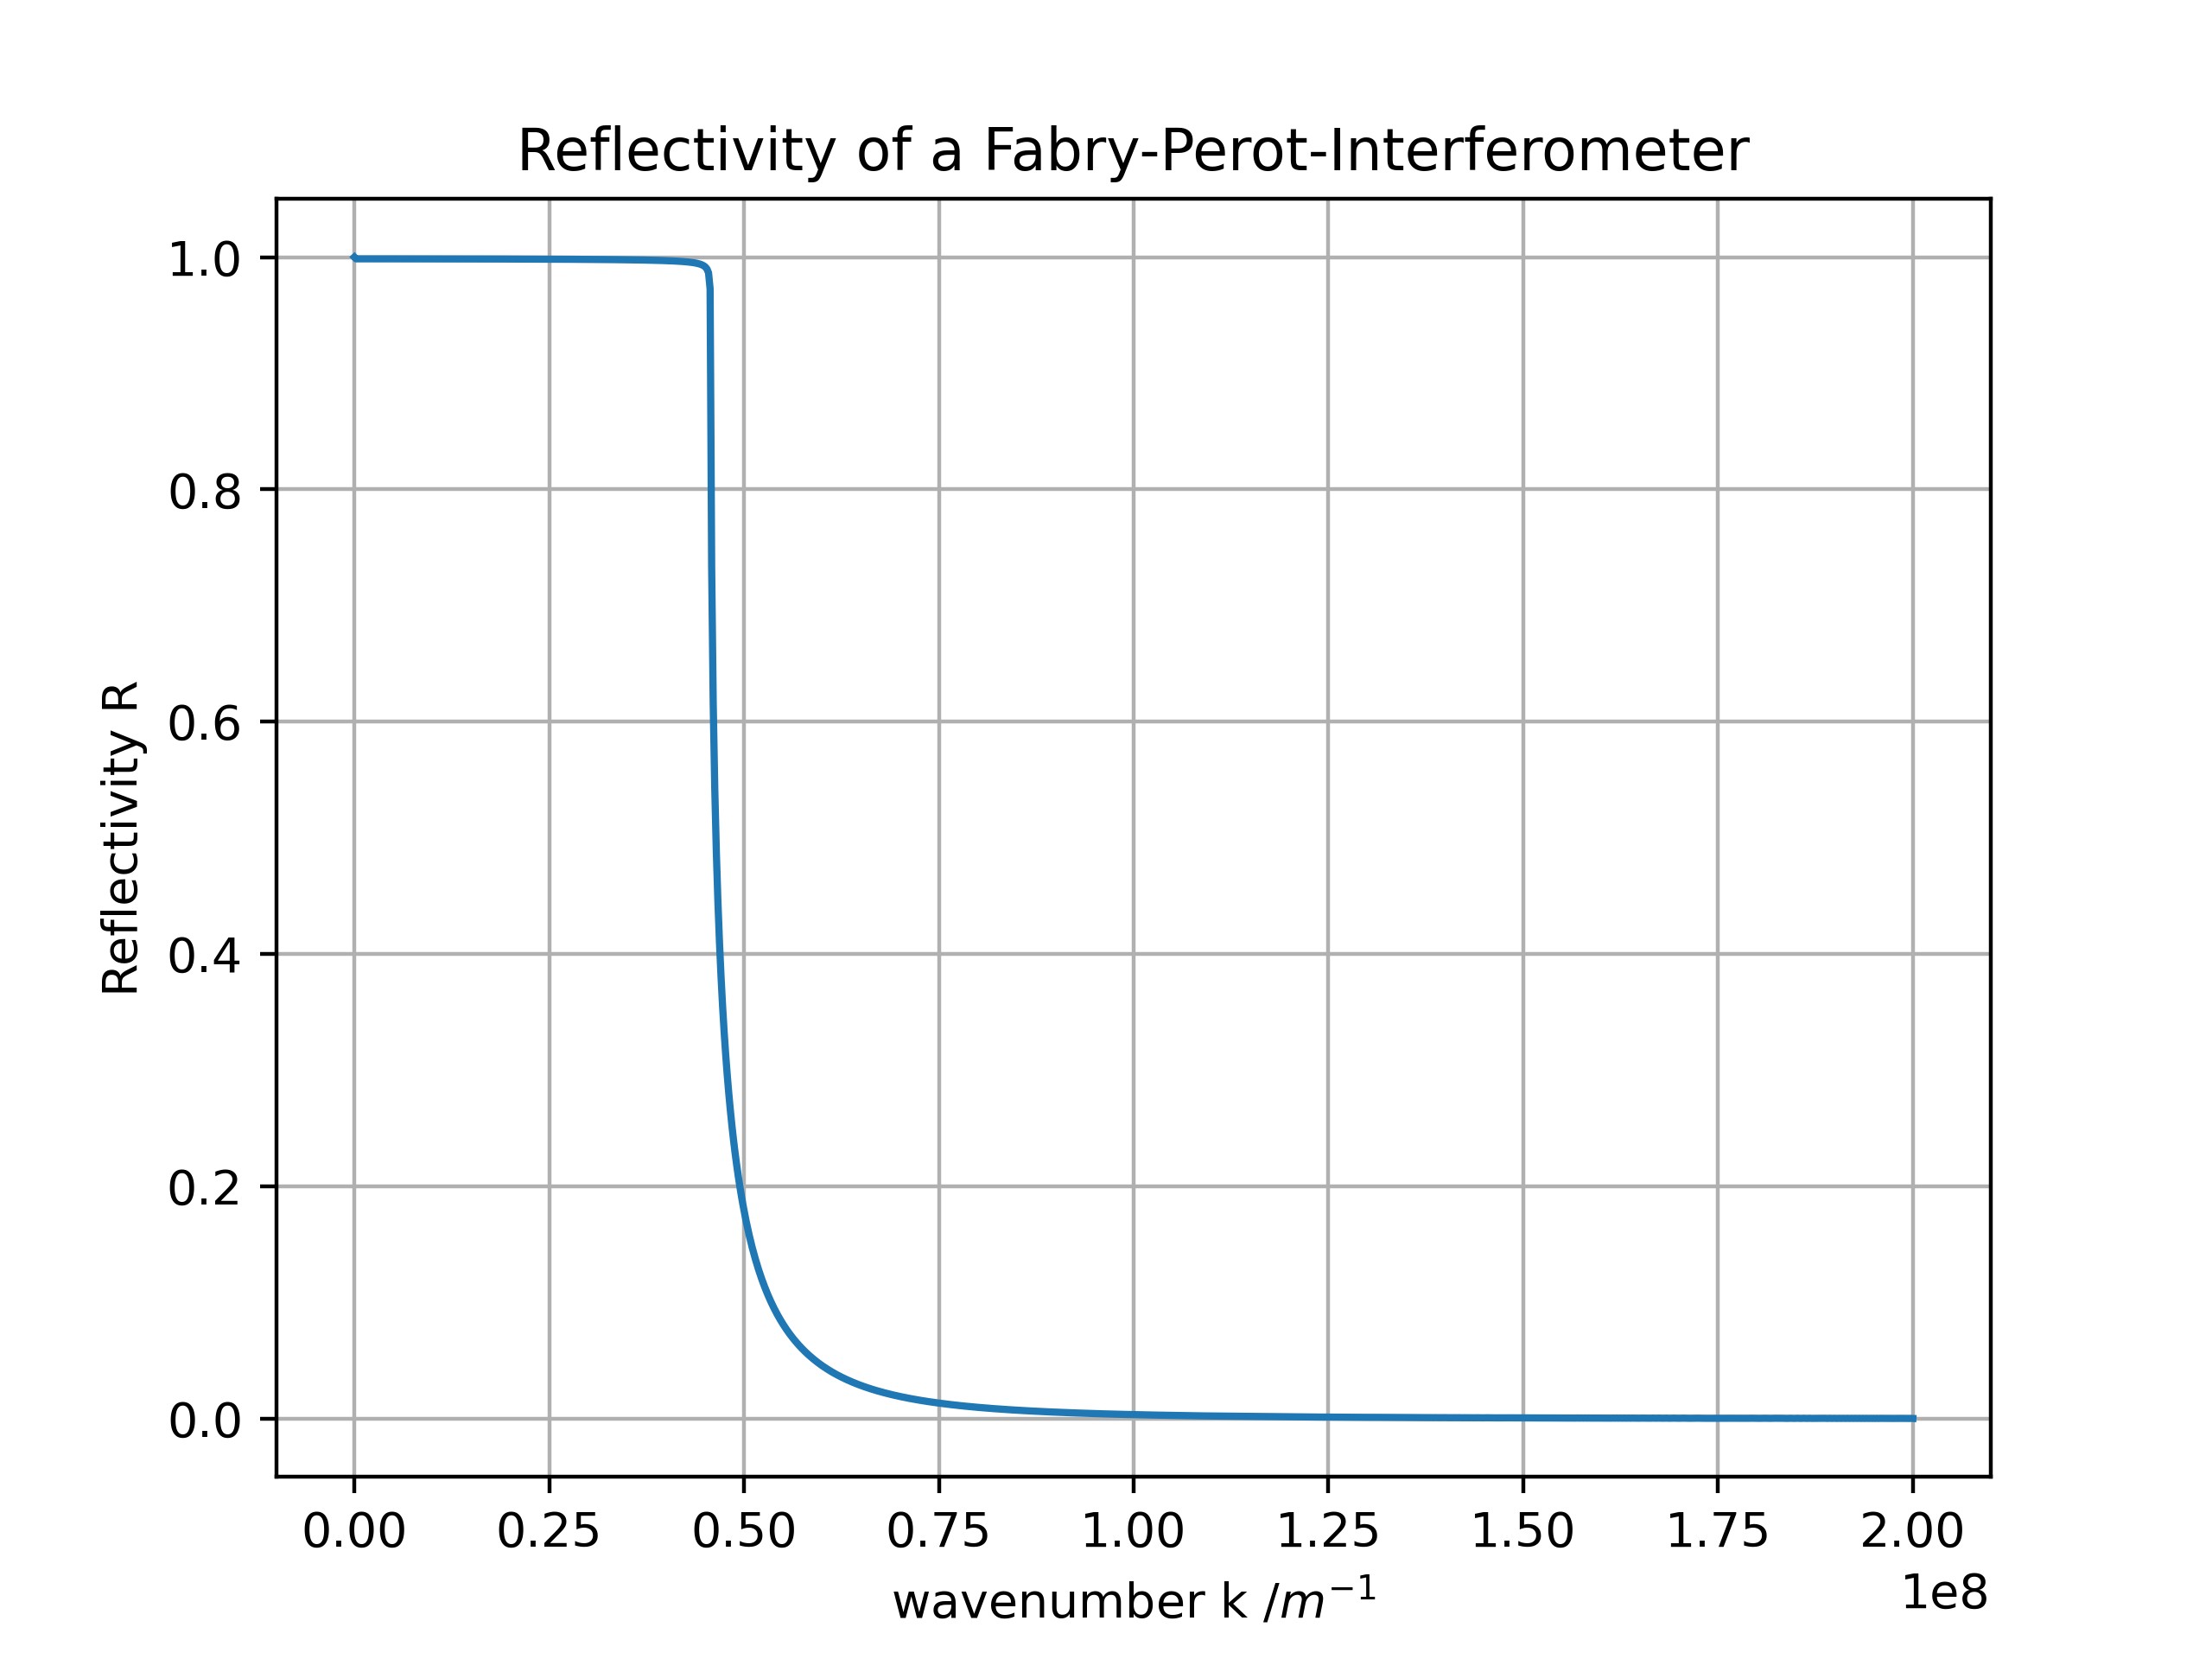 Reflectivity of a Fabry-Perot-Interferometer
1.0
0.8
0.6
0.4
0.2
0.0
Reflectivity R
0.00 0.25 0.50 0.75 1.00 1.25 1.50 1.75 2.00
1e8
wavenumber k /m⁻¹